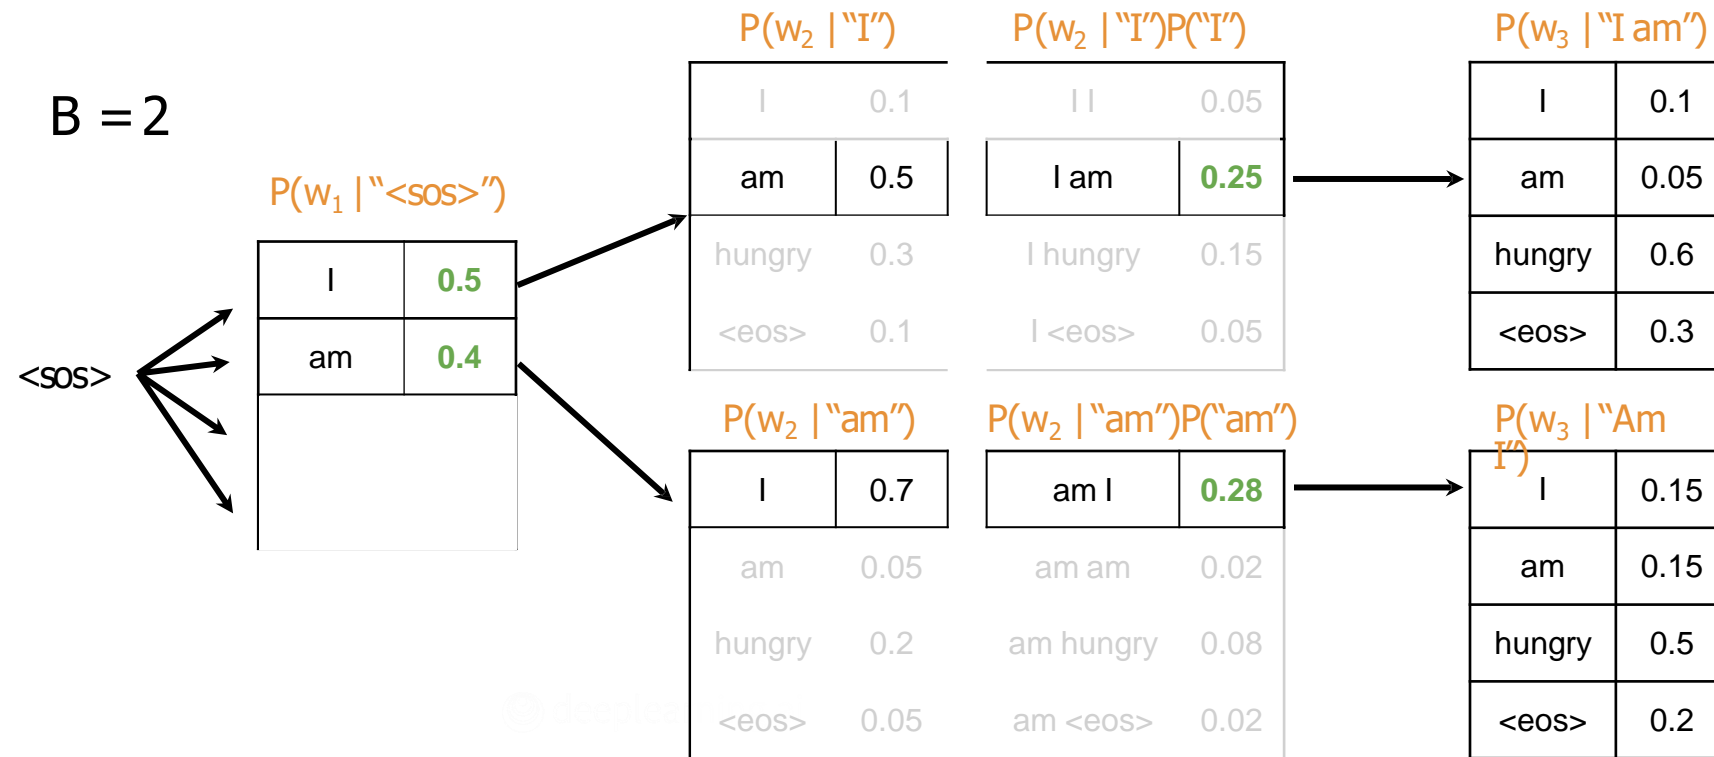 B = 2
<sos>
P(w1 | “<sos>”)
I 0.5
am 0.4
P(w2 | “I”)
I 0.1
am 0.5
hungry 0.3
<eos> 0.1
P(w2 | “I”)P(“I”)
I I 0.05
I am 0.25
I hungry 0.15
I <eos> 0.05
P(w3 | “I am”)
I 0.1
am 0.05
hungry 0.6
<eos> 0.3
P(w2 | “am”)
I 0.7
am 0.05
hungry 0.2
<eos> 0.05
P(w2 | “am”)P(“am”)
am I 0.28
am am 0.02
am hungry 0.08
am <eos> 0.02
P(w3 | “Am
I”)
I 0.15
am 0.15
hungry 0.5
<eos> 0.2